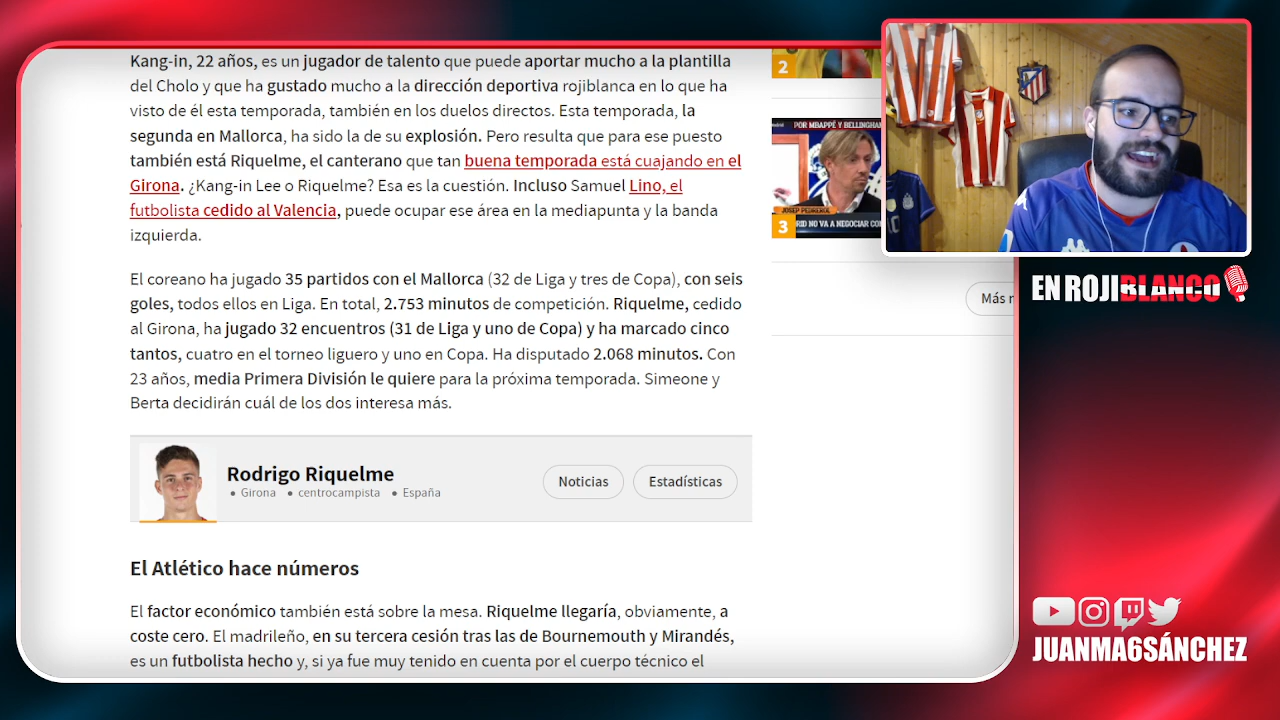 Kang-in, 22 años, es un jugador de talento que puede aportar mucho a la plantilla
del Cholo y que ha gustado mucho a la dirección deportiva rojiblanca en lo que ha
visto de él esta temporada, también en los duelos directos. Esta temporada, la
segunda en Mallorca, ha sido la de su explosión. Pero resulta que para ese puesto
también está Riquelme, el canterano que tan buena temporada está cuajando en el
Girona. ¿Kang-in Lee o Riquelme? Esa es la cuestión. Incluso Samuel Lino, el
futbolista cedido al Valencia, puede ocupar ese área en la mediapunta y la banda
izquierda.
El coreano ha jugado 35 partidos con el Mallorca (32 de Liga y tres de Copa), con seis
goles, todos ellos en Liga. En total, 2.753 minutos de competición. Riquelme, cedido
al Girona, ha jugado 32 encuentros (31 de Liga y uno de Copa) y ha marcado cinco
tantos, cuatro en el torneo liguero y uno en Copa. Ha disputado 2.068 minutos. Con
23 años, media Primera División le quiere para la próxima temporada. Simeone y
Berta decidirán cuál de los dos interesa más.
Rodrigo Riquelme
• Girona • centrocampista • España
Noticias
Estadísticas
El Atlético hace números
El factor económico también está sobre la mesa. Riquelme llegaría, obviamente, a
coste cero. El madrileño, en su tercera cesión tras las de Bournemouth y Mirandés,
es un futbolista hecho y, si ya fue muy tenido en cuenta por el cuerpo técnico el
2
POR MBAPPÉ Y BELLINGHAM
JOSEP PEDREROL
RID NO VA A NEGOCIAR CO
3
Más
EN ROJIBLANCO
JUANMA6SÁNCHEZ